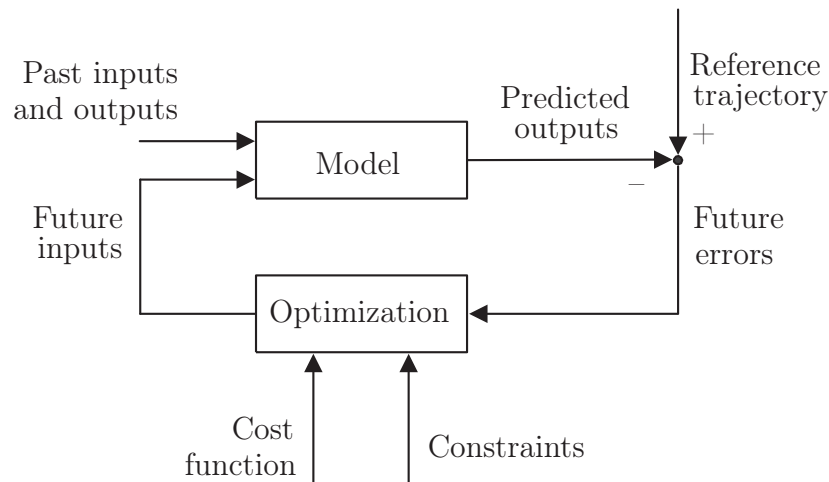 Past inputs
and outputs
Reference
trajectory
Predicted
outputs
+
Model
−
Future
inputs
Future
errors
Optimization
Cost
function
Constraints